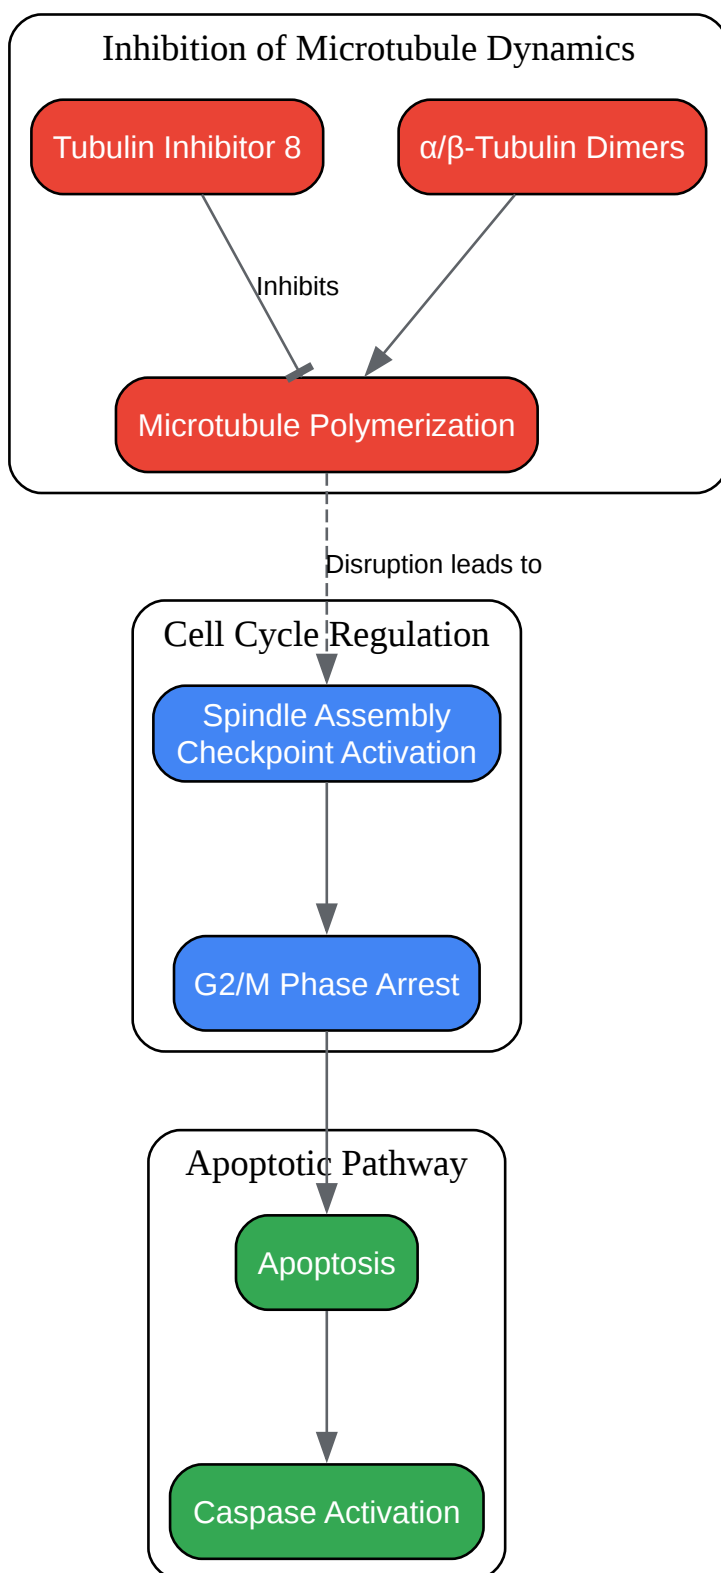 Inhibition of Microtubule Dynamics
Tubulin Inhibitor 8
α/β-Tubulin Dimers
Inhibits
Microtubule Polymerization
Disruption leads to
Cell Cycle Regulation
Spindle Assembly
Checkpoint Activation
G2/M Phase Arrest
Apoptotic Pathway
Apoptosis
Caspase Activation